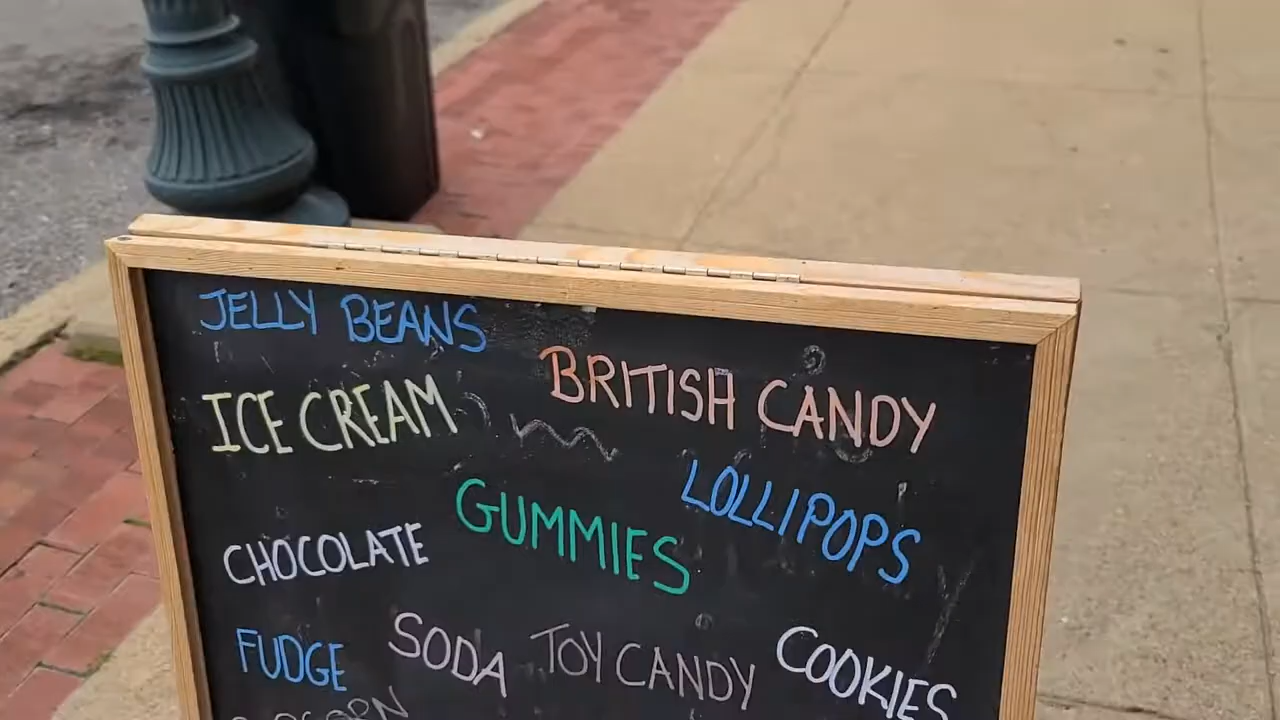 JELLY BEANS
BRITISH CANDY
ICE CREAM
LOLLIPOPS
GUMMIES
CHOCOLATE
SODA
TOY CANDY
COOKIES
FUDGE